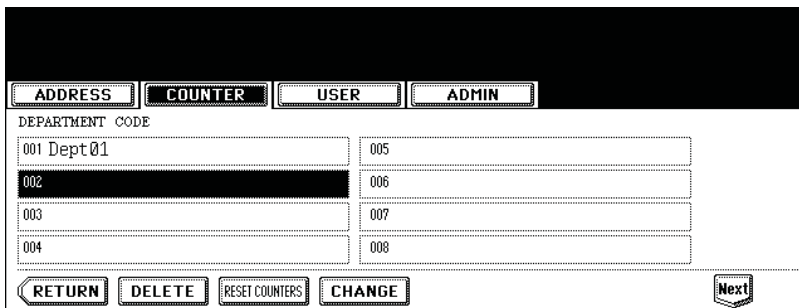 ADDRESS COUNTER USER ADMIN
DEPARTMENT CODE
001 Dept01 005
002 006
003 007
004 008
RETURN DELETE RESET COUNTERS CHANGE Next